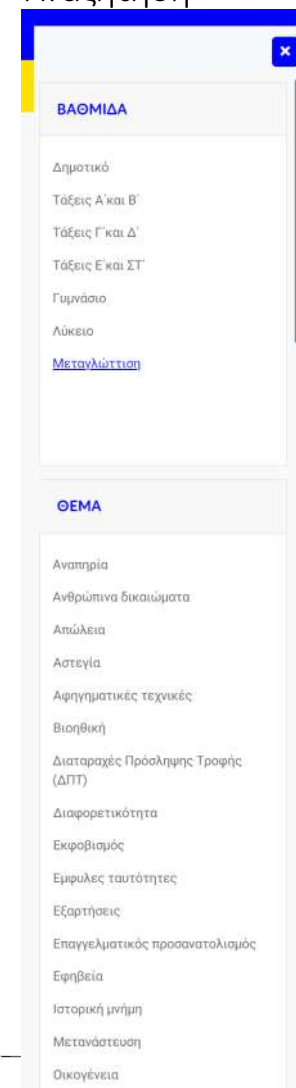 Αναζήτηση
×
ΒΑΘΜΙΔΑ
Δημοτικό
Τάξεις Α΄και Β΄
Τάξεις Γ΄και Δ΄
Τάξεις Ε΄και ΣΤ΄
Γυμνάσιο
Λύκειο
Μεταγλώττιση
ΘΕΜΑ
Αναπηρία
Ανθρώπινα δικαιώματα
Απώλεια
Αστεγία
Αφηγηματικές τεχνικές
Βιοηθική
Διαταραχές Πρόσληψης Τροφής
(ΔΠΤ)
Διαφορετικότητα
Εκφοβισμός
Εμφυλες ταυτότητες
Εξαρτήσεις
Επαγγελματικός προσανατολισμός
Εφηβεία
Ιστορική μνήμη
Μετανάστευση
Οικογένεια